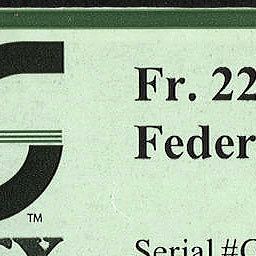 Fr. 22
Feder
TM
Serial #C